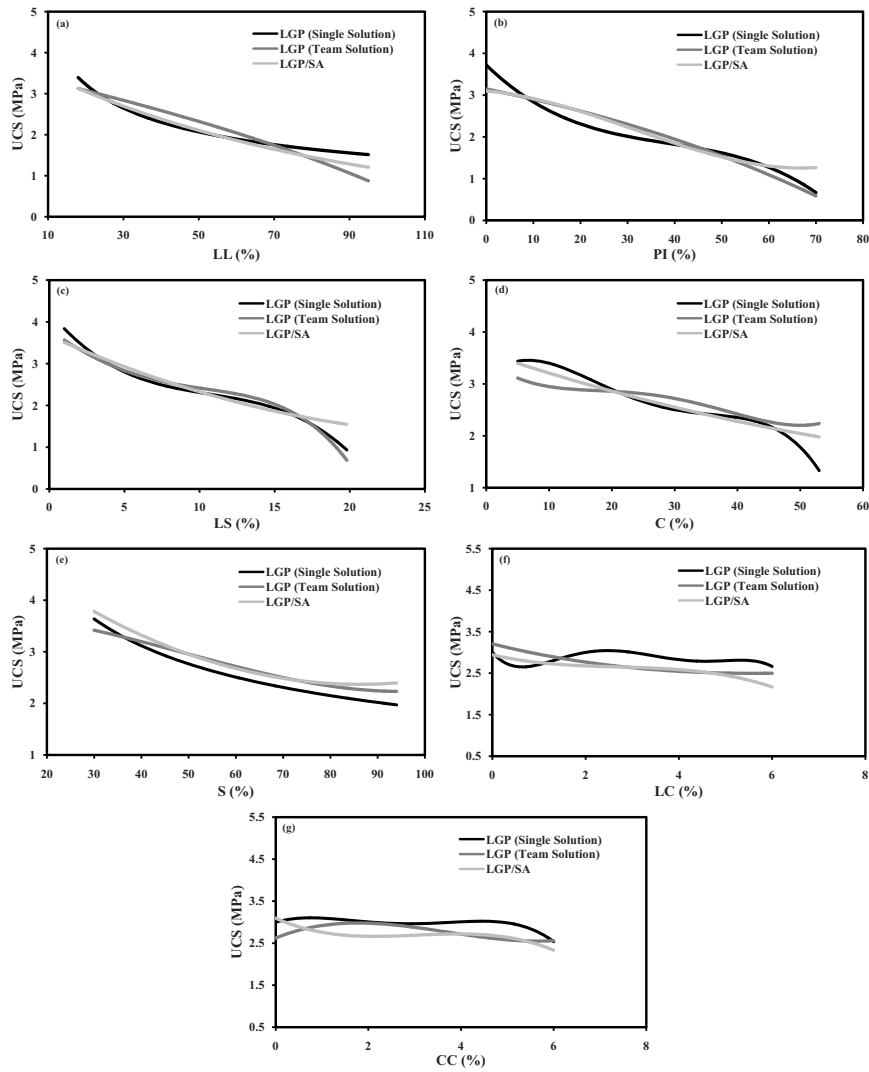 (a)
LGP (Single Solution)
LGP (Team Solution)
LGP/SA
UCS (MPa)
5
4
3
2
1
0
10 30 50 70 90 110
LL (%)
(b)
LGP (Single Solution)
LGP (Team Solution)
LGP/SA
UCS (MPa)
5
4
3
2
1
0
0 10 20 30 40 50 60 70 80
PI (%)
(c)
LGP (Single Solution)
LGP (Team Solution)
LGP/SA
UCS (MPa)
5
4
3
2
1
0
0 5 10 15 20 25
LS (%)
(d)
LGP (Single Solution)
LGP (Team Solution)
LGP/SA
UCS (MPa)
5
4
3
2
1
0 10 20 30 40 50 60
C (%)
(e)
LGP (Single Solution)
LGP (Team Solution)
LGP/SA
UCS (MPa)
5
4
3
2
1
20 30 40 50 60 70 80 90 100
S (%)
(f)
LGP (Single Solution)
LGP (Team Solution)
LGP/SA
UCS (MPa)
5.5
4.5
3.5
2.5
1.5
0.5
0 2 4 6 8
LC (%)
(g)
LGP (Single Solution)
LGP (Team Solution)
LGP/SA
UCS (MPa)
5.5
4.5
3.5
2.5
1.5
0.5
0 2 4 6 8
CC (%)